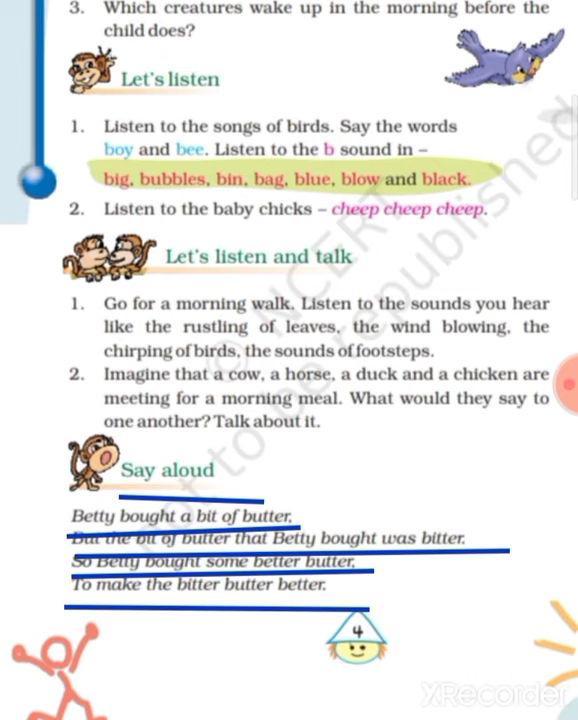 3. Which creatures wake up in the morning before the
child does?
Let's listen
1. Listen to the songs of birds. Say the words
boy and bee. Listen to the b sound in –
big, bubbles, bin, bag, blue, blow and black.
2. Listen to the baby chicks – cheep cheep cheep.
Let's listen and talk
1. Go for a morning walk. Listen to the sounds you hear
like the rustling of leaves, the wind blowing, the
chirping of birds, the sounds of footsteps.
2. Imagine that a cow, a horse, a duck and a chicken are
meeting for a morning meal. What would they say to
one another? Talk about it.
Say aloud
Betty bought a bit of butter,
But the bit of butter that Betty bought was bitter.
So Betty bought some better butter,
To make the bitter butter better.
4
© NCERT
not to be republished
XRecorder